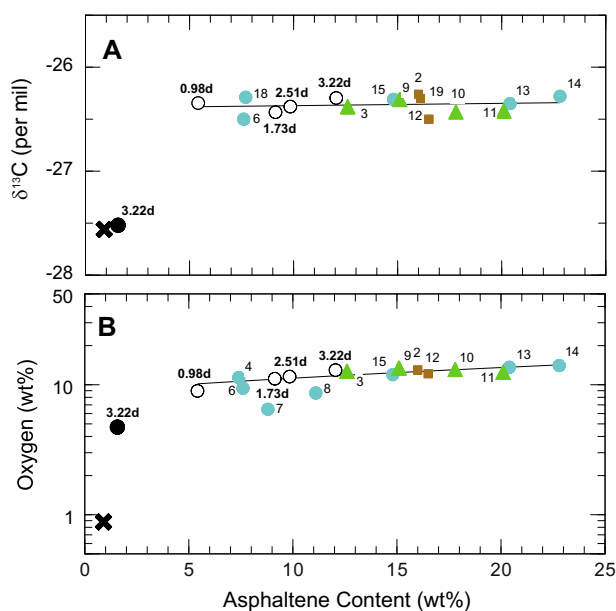 A
-26
-27
-28
δ¹³C (per mil)
0.98d
18
6
2.51d
1.73d
3.22d
3
15
9
2
19
12
10
11
13
14
3.22d
B
50
10
1
Oxygen (wt%)
0.98d
4
6
7
2.51d
1.73d
8
3.22d
3
15
9
2
12
10
11
13
14
3.22d
0 5 10 15 20 25
Asphaltene Content (wt%)